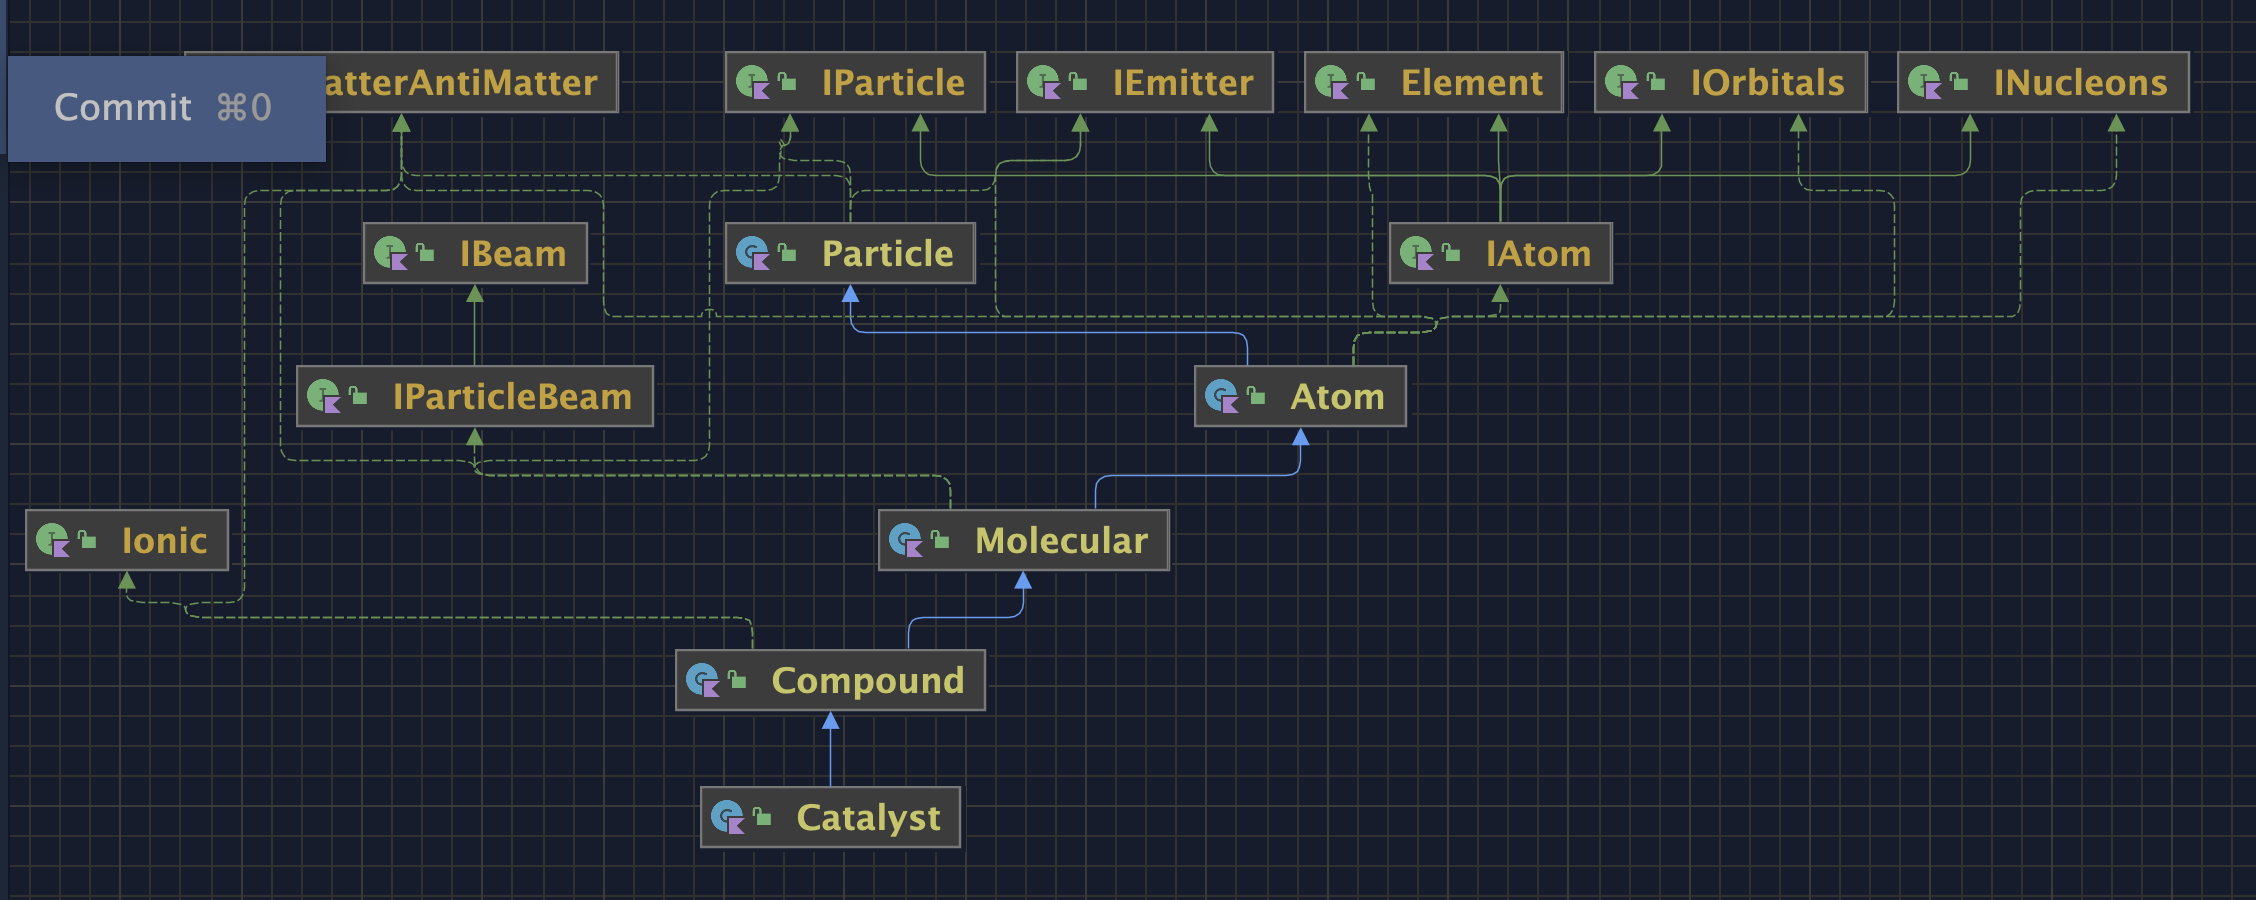 atterAntiMatter
IParticle
IEmitter
Element
IOrbitals
INucleons
Commit ⌘0
IBeam
Particle
IAtom
IParticleBeam
Atom
Ionic
Molecular
Compound
Catalyst